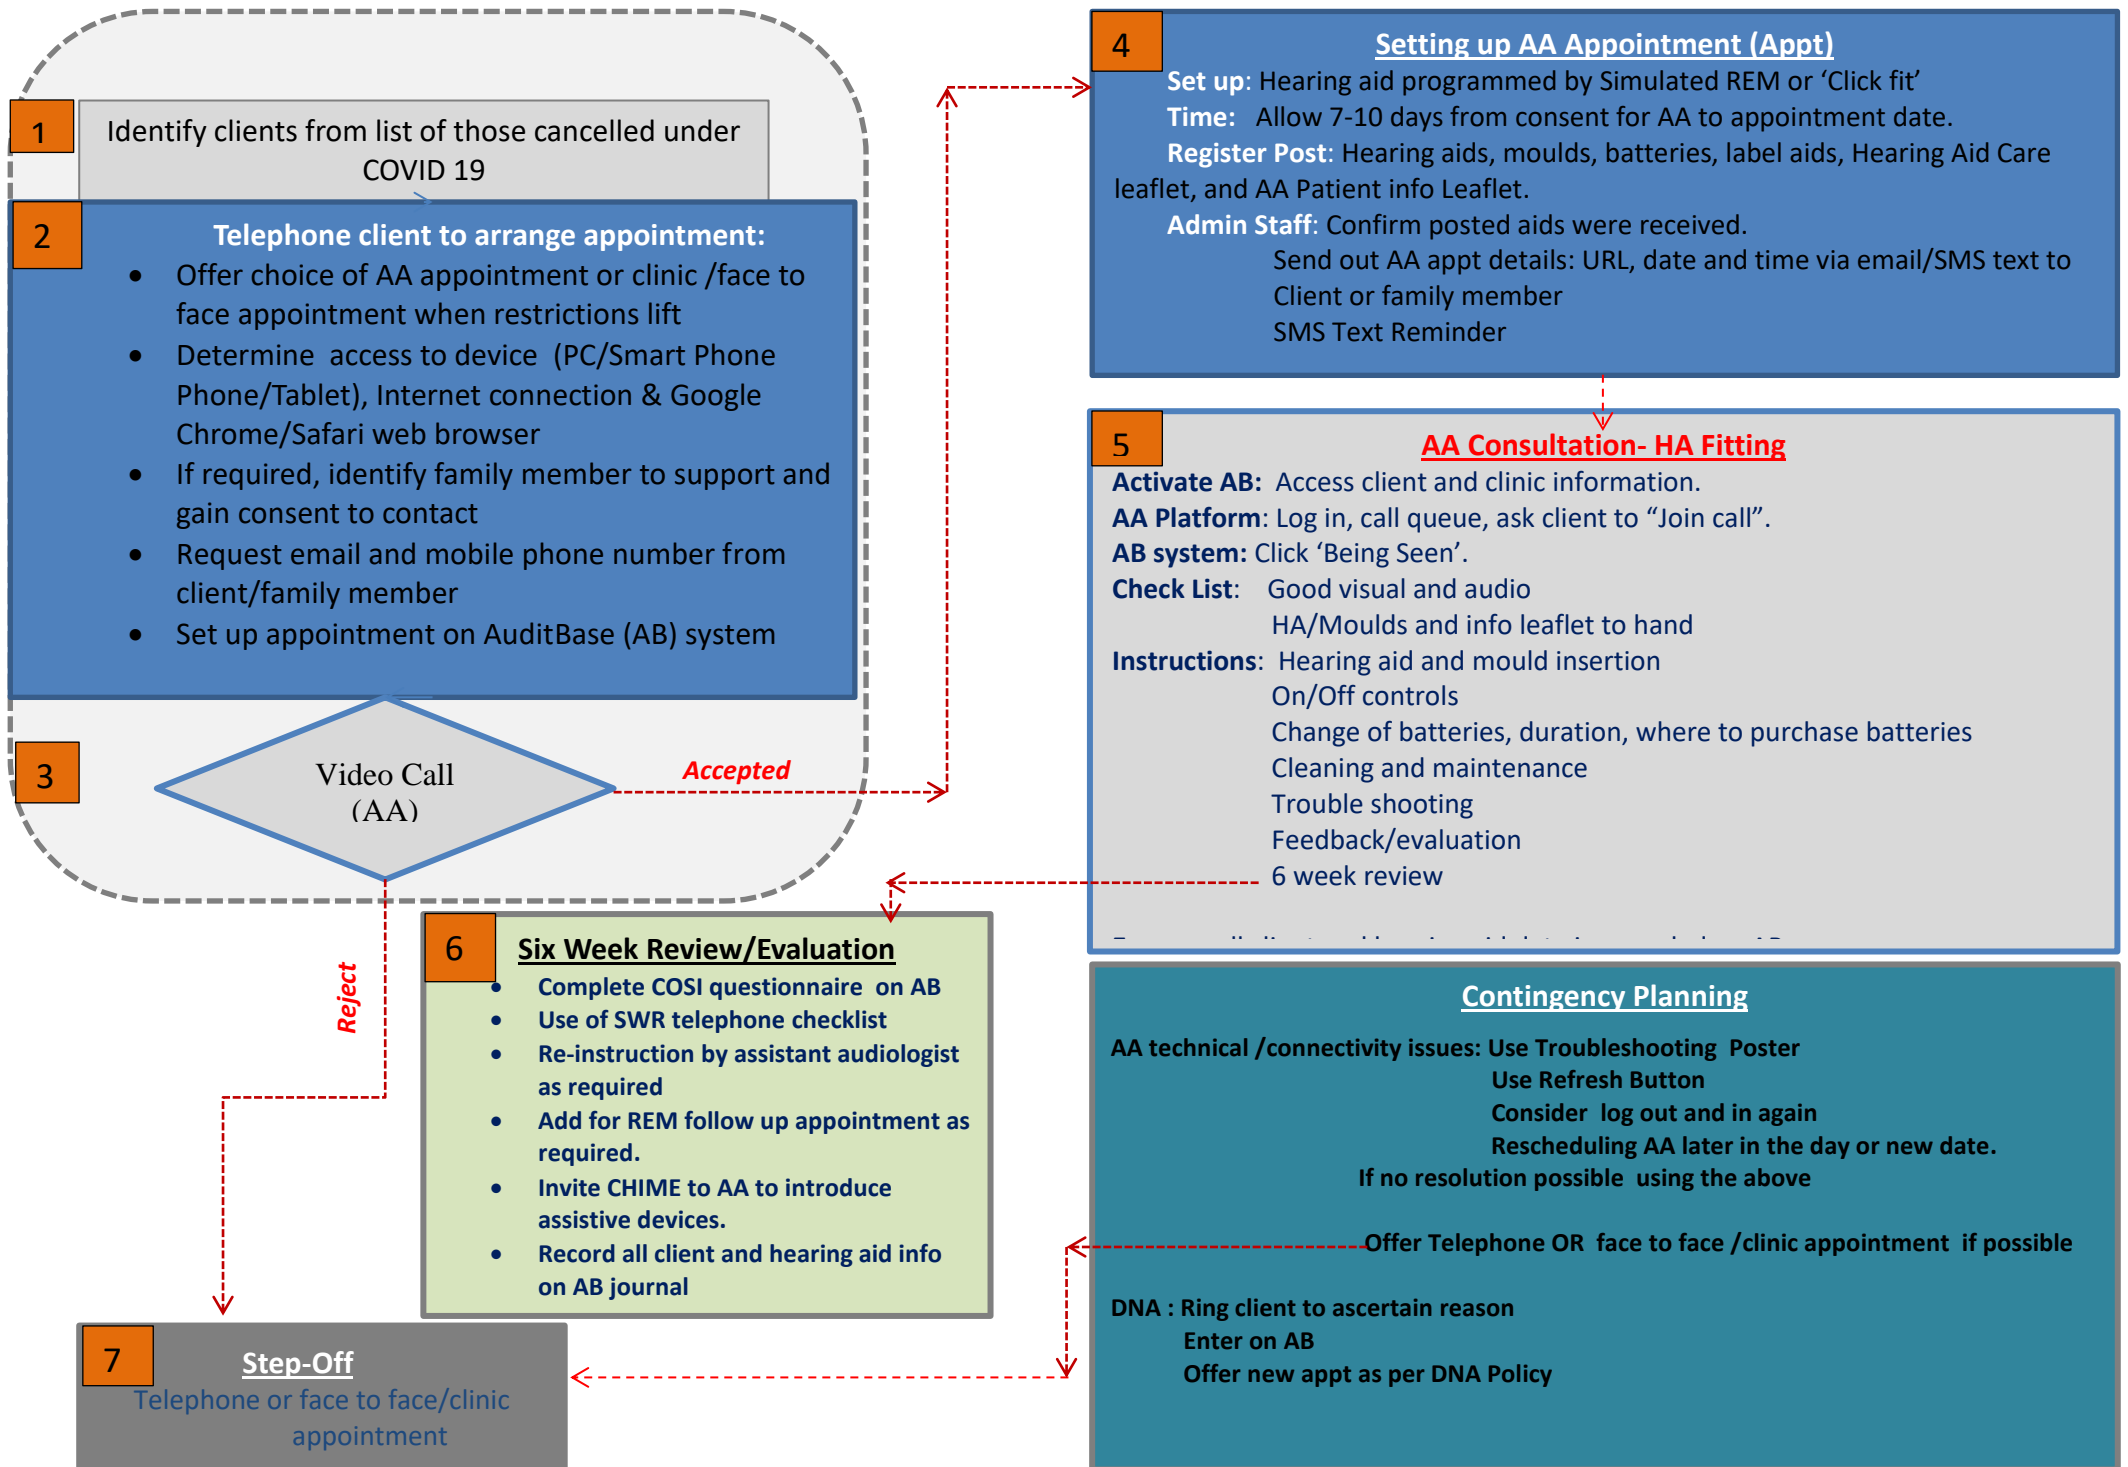 1
Identify clients from list of those cancelled under
COVID 19
2
Telephone client to arrange appointment:
• Offer choice of AA appointment or clinic /face to
face appointment when restrictions lift
• Determine access to device (PC/Smart Phone
Phone/Tablet), Internet connection & Google
Chrome/Safari web browser
• If required, identify family member to support and
gain consent to contact
• Request email and mobile phone number from
client/family member
• Set up appointment on AuditBase (AB) system
3
Video Call
(AA)
Accepted
Reject
4
Setting up AA Appointment (Appt)
Set up: Hearing aid programmed by Simulated REM or ‘Click fit’
Time: Allow 7-10 days from consent for AA to appointment date.
Register Post: Hearing aids, moulds, batteries, label aids, Hearing Aid Care
leaflet, and AA Patient info Leaflet.
Admin Staff: Confirm posted aids were received.
Send out AA appt details: URL, date and time via email/SMS text to
Client or family member
SMS Text Reminder
5
AA Consultation- HA Fitting
Activate AB: Access client and clinic information.
AA Platform: Log in, call queue, ask client to “Join call”.
AB system: Click ‘Being Seen’.
Check List: Good visual and audio
HA/Moulds and info leaflet to hand
Instructions: Hearing aid and mould insertion
On/Off controls
Change of batteries, duration, where to purchase batteries
Cleaning and maintenance
Trouble shooting
Feedback/evaluation
6 week review
6
Six Week Review/Evaluation
• Complete COSI questionnaire on AB
• Use of SWR telephone checklist
• Re-instruction by assistant audiologist
as required
• Add for REM follow up appointment as
required.
• Invite CHIME to AA to introduce
assistive devices.
• Record all client and hearing aid info
on AB journal
Contingency Planning
AA technical /connectivity issues: Use Troubleshooting Poster
Use Refresh Button
Consider log out and in again
Rescheduling AA later in the day or new date.
If no resolution possible using the above
Offer Telephone OR face to face /clinic appointment if possible
DNA : Ring client to ascertain reason
Enter on AB
Offer new appt as per DNA Policy
7
Step-Off
Telephone or face to face/clinic
appointment